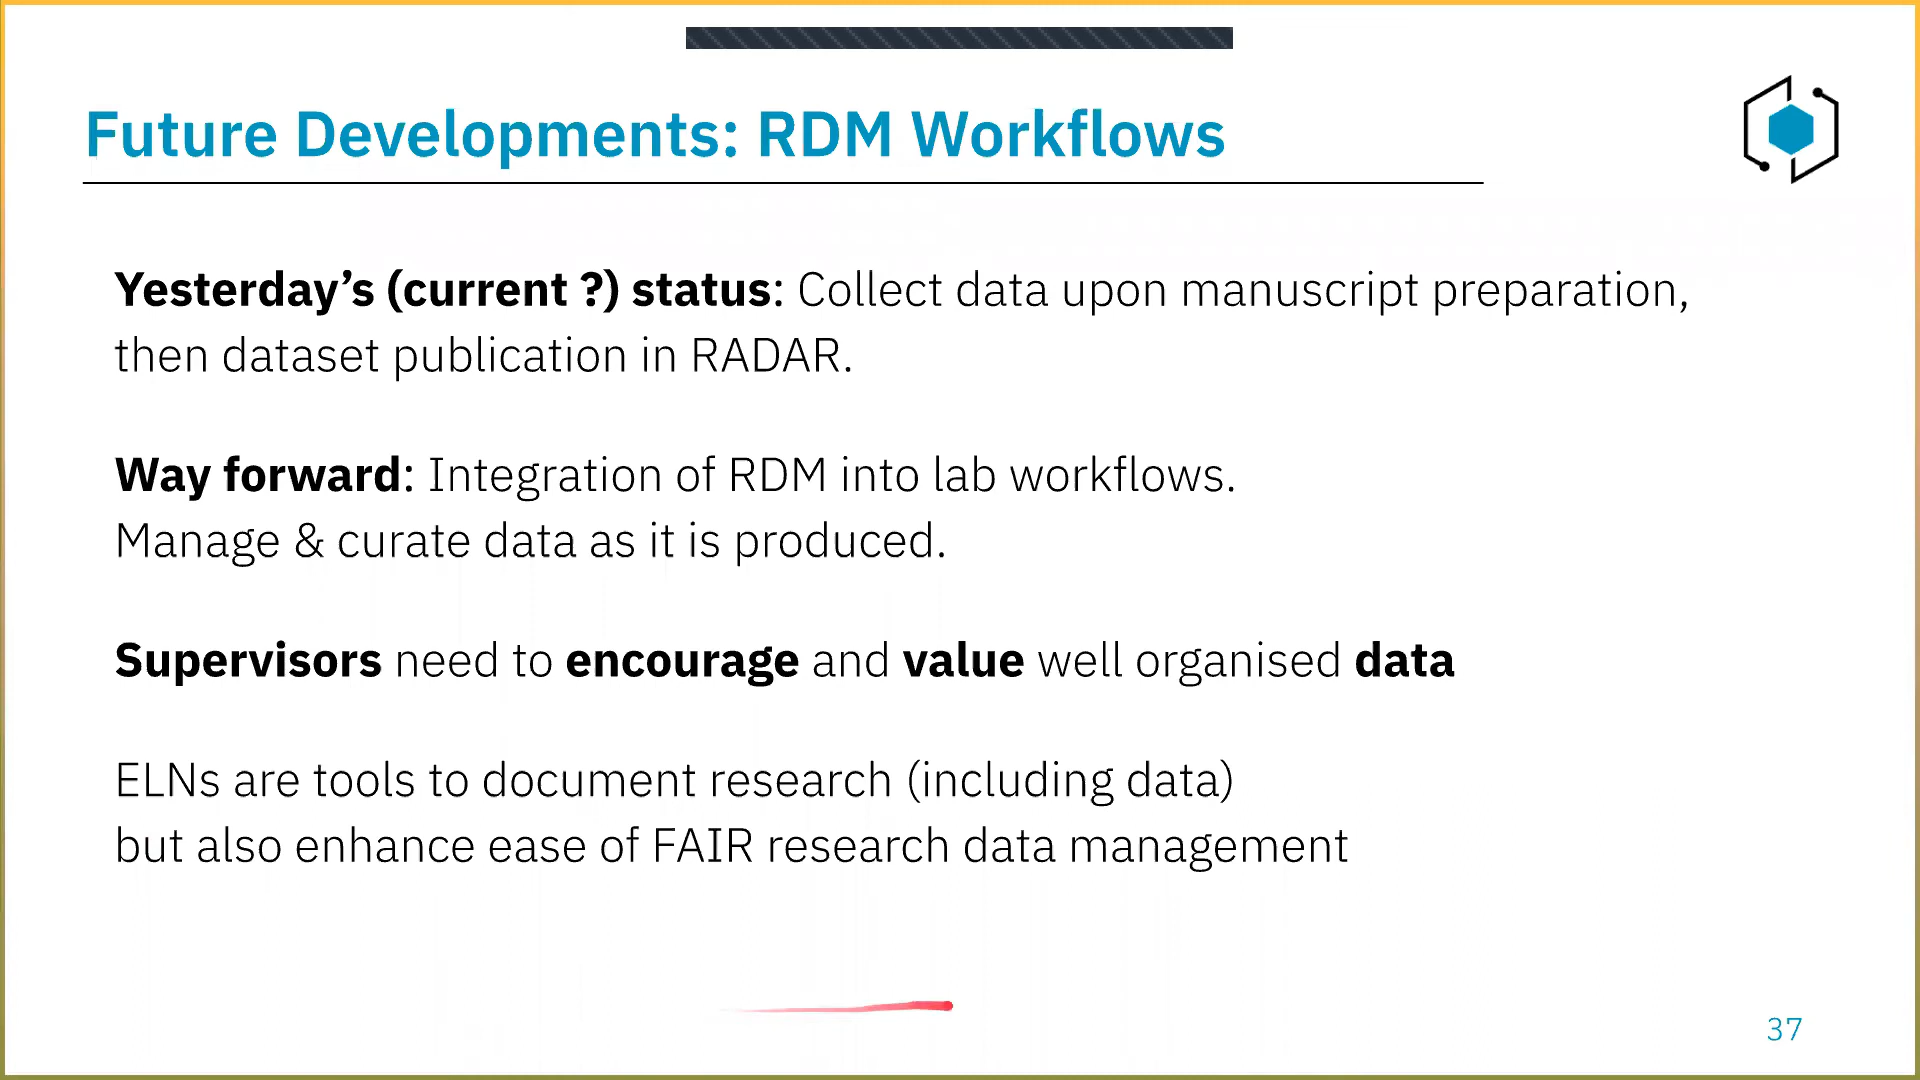 Future Developments: RDM Workflows
Yesterday’s (current ?) status: Collect data upon manuscript preparation,
then dataset publication in RADAR.
Way forward: Integration of RDM into lab workflows.
Manage & curate data as it is produced.
Supervisors need to encourage and value well organised data
ELNs are tools to document research (including data)
but also enhance ease of FAIR research data management
37